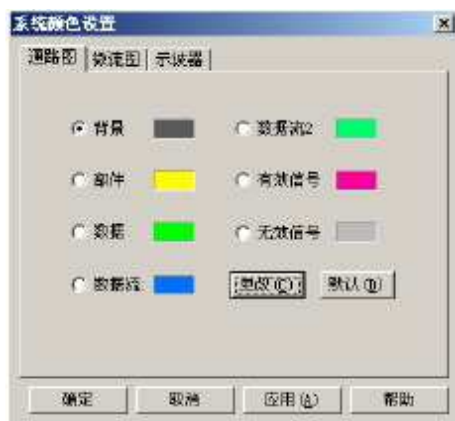 系统颜色设置
通路图 微流图 示波器
背景 数据流2
部件 有效信号
数据 无效信号
数据流 更改(C) 默认(D)
确定 取消 应用(A) 帮助